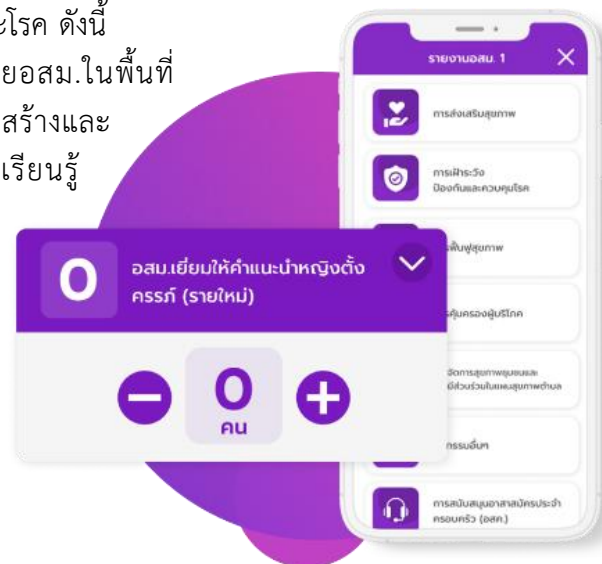 ะโรค ดังนี้
ยอสม.ในพื้นที่
สร้างและ
เรียนรู้
รายงานอสม. 1
การส่งเสริมสุขภาพ
การเฝ้าระวัง
ป้องกันและควบคุมโรค
ฟื้นฟูสุขภาพ
คุ้มครองผู้บริโภค
จัดการสุขภาพชุมชนและ
มีส่วนร่วมในแผนสุขภาพตำบล
กรรมอื่นๆ
การสนับสนุนอาสาสมัครประจำ
ครอบครัว (อสค.)
0
อสม.เยี่ยมให้คำแนะนำหญิงตั้ง
ครรภ์ (รายใหม่)
0
คน